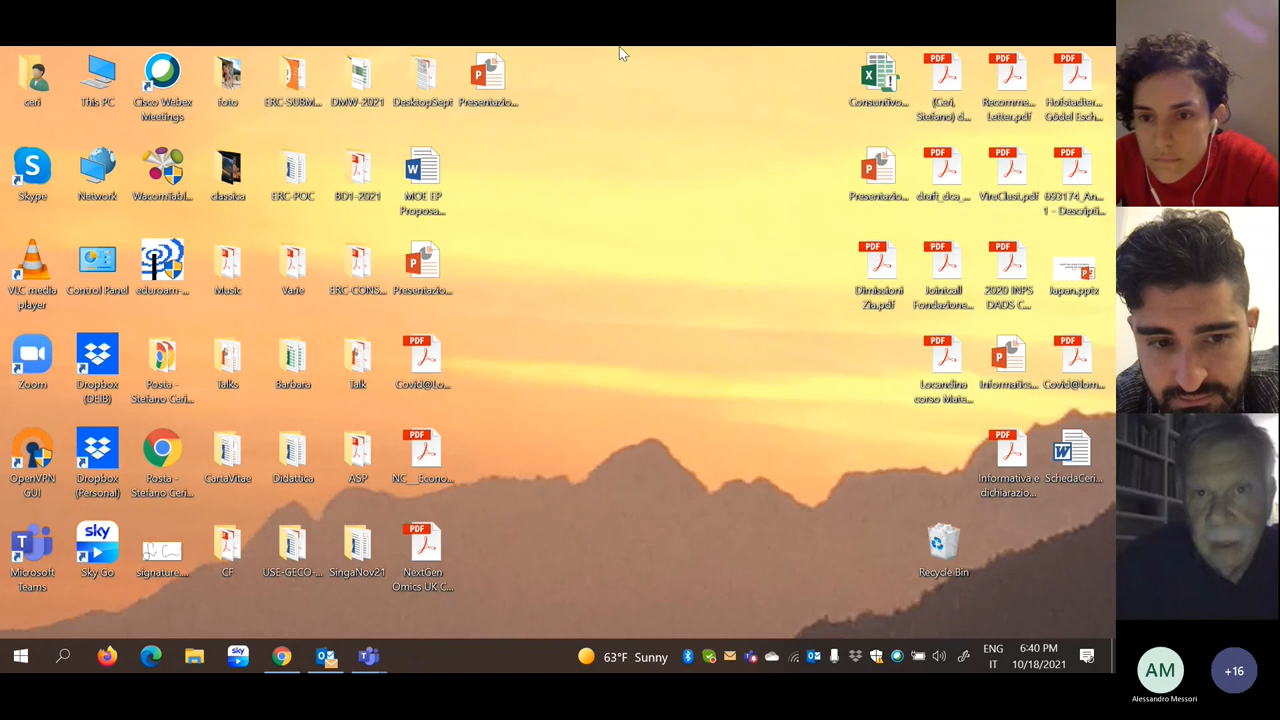 ceri
This PC
Cisco Webex
Meetings
foto
ERC-SUBM...
DMW-2021
DesktopSept
Presentazio...
Consuntivo...
(Ceri,
Stefano) d...
Recomme...
Letter.pdf
Hofstadter...
Gödel Esch...
Skype
Network
Wacomiabl...
classica
ERC-POC
BD1-2021
MOE EP
Proposa...
Presentazio...
draft_dca_...
ViruClust.pdf
693174_An...
1 - Descripti...
VLC media
player
Control Panel
eduroam-...
Music
Varie
ERC-CONS...
Presentazio...
Dimissioni
Zia.pdf
Jointcall
Fondazione...
2020 INPS
DADS C...
Japan.pptx
Zoom
Dropbox
(DEIB)
Posta -
Stefano Ceri...
Talks
Barbara
Talk
Covid@Lo...
Locandina
corso Mate...
Informatics...
Covid@lom...
OpenVPN
GUI
Dropbox
(Personal)
Posta -
Stefano Ceri...
CartaVitae
Didattica
ASP
NC__Econo...
Informativa e
dichiarazio...
SchedaCeri...
Microsoft
Teams
sky
Sky Go
signature....
CF
USE-GECO-...
SingaNov21
NextGen
Omics UK C...
Recycle Bin
63°F Sunny
ENG
IT
6:40 PM
10/18/2021
AM
Alessandro Messori
+16